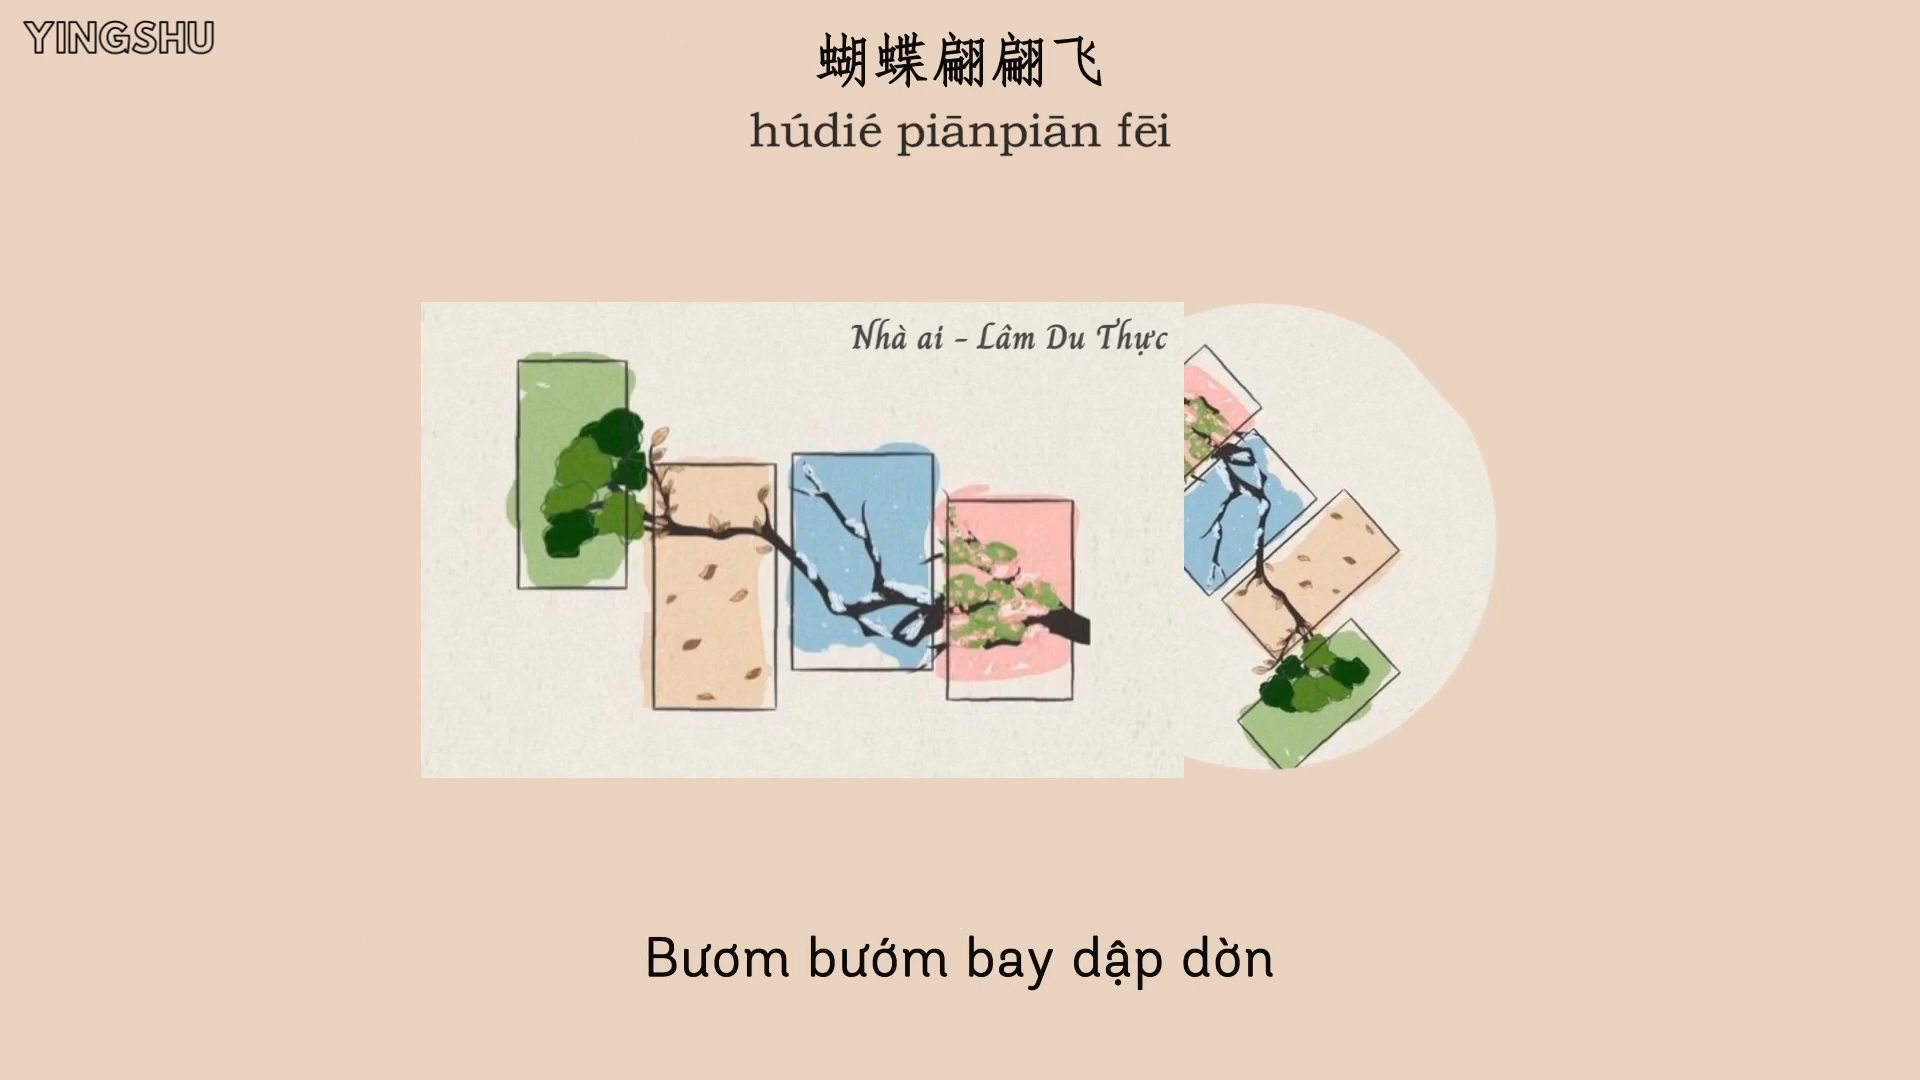 YINGSHU
蝴蝶翩翩飞
húdié piānpiān fēi
Nhà ai - Lâm Du Thực
Bươm bướm bay dập dờn